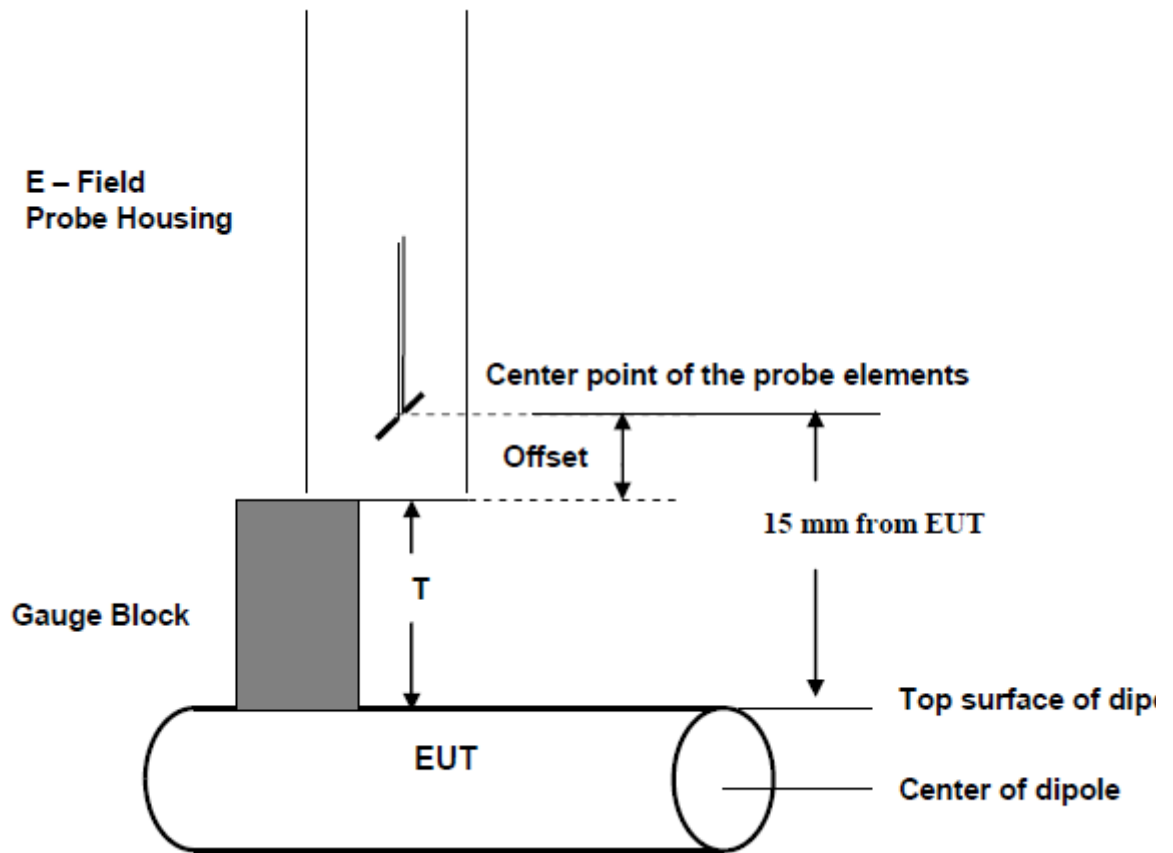 E – Field
Probe Housing
Center point of the probe elements
Offset
15 mm from EUT
T
Gauge Block
Top surface of dip
EUT
Center of dipole